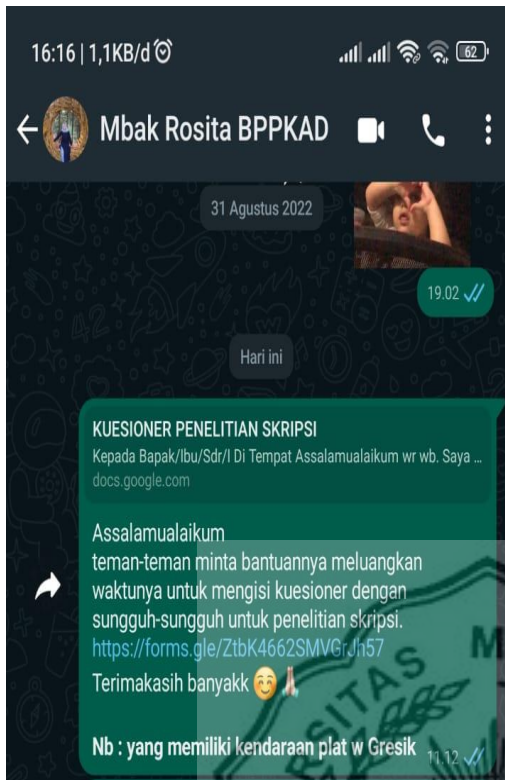 16:16 | 1,1KB/d
62
Mbak Rosita BPPKAD
31 Agustus 2022
19.02
Hari ini
KUESIONER PENELITIAN SKRIPSI
Kepada Bapak/Ibu/Sdr/I Di Tempat Assalamualaikum wr wb. Saya ...
docs.google.com
Assalamualaikum
teman-teman minta bantuannya meluangkan
waktunya untuk mengisi kuesioner dengan
sungguh-sungguh untuk penelitian skripsi.
https://forms.gle/ZtbK4662SMVGrJh57
Terimakasih banyakk ☺️🙏🏻
Nb : yang memiliki kendaraan plat w Gresik
11.12